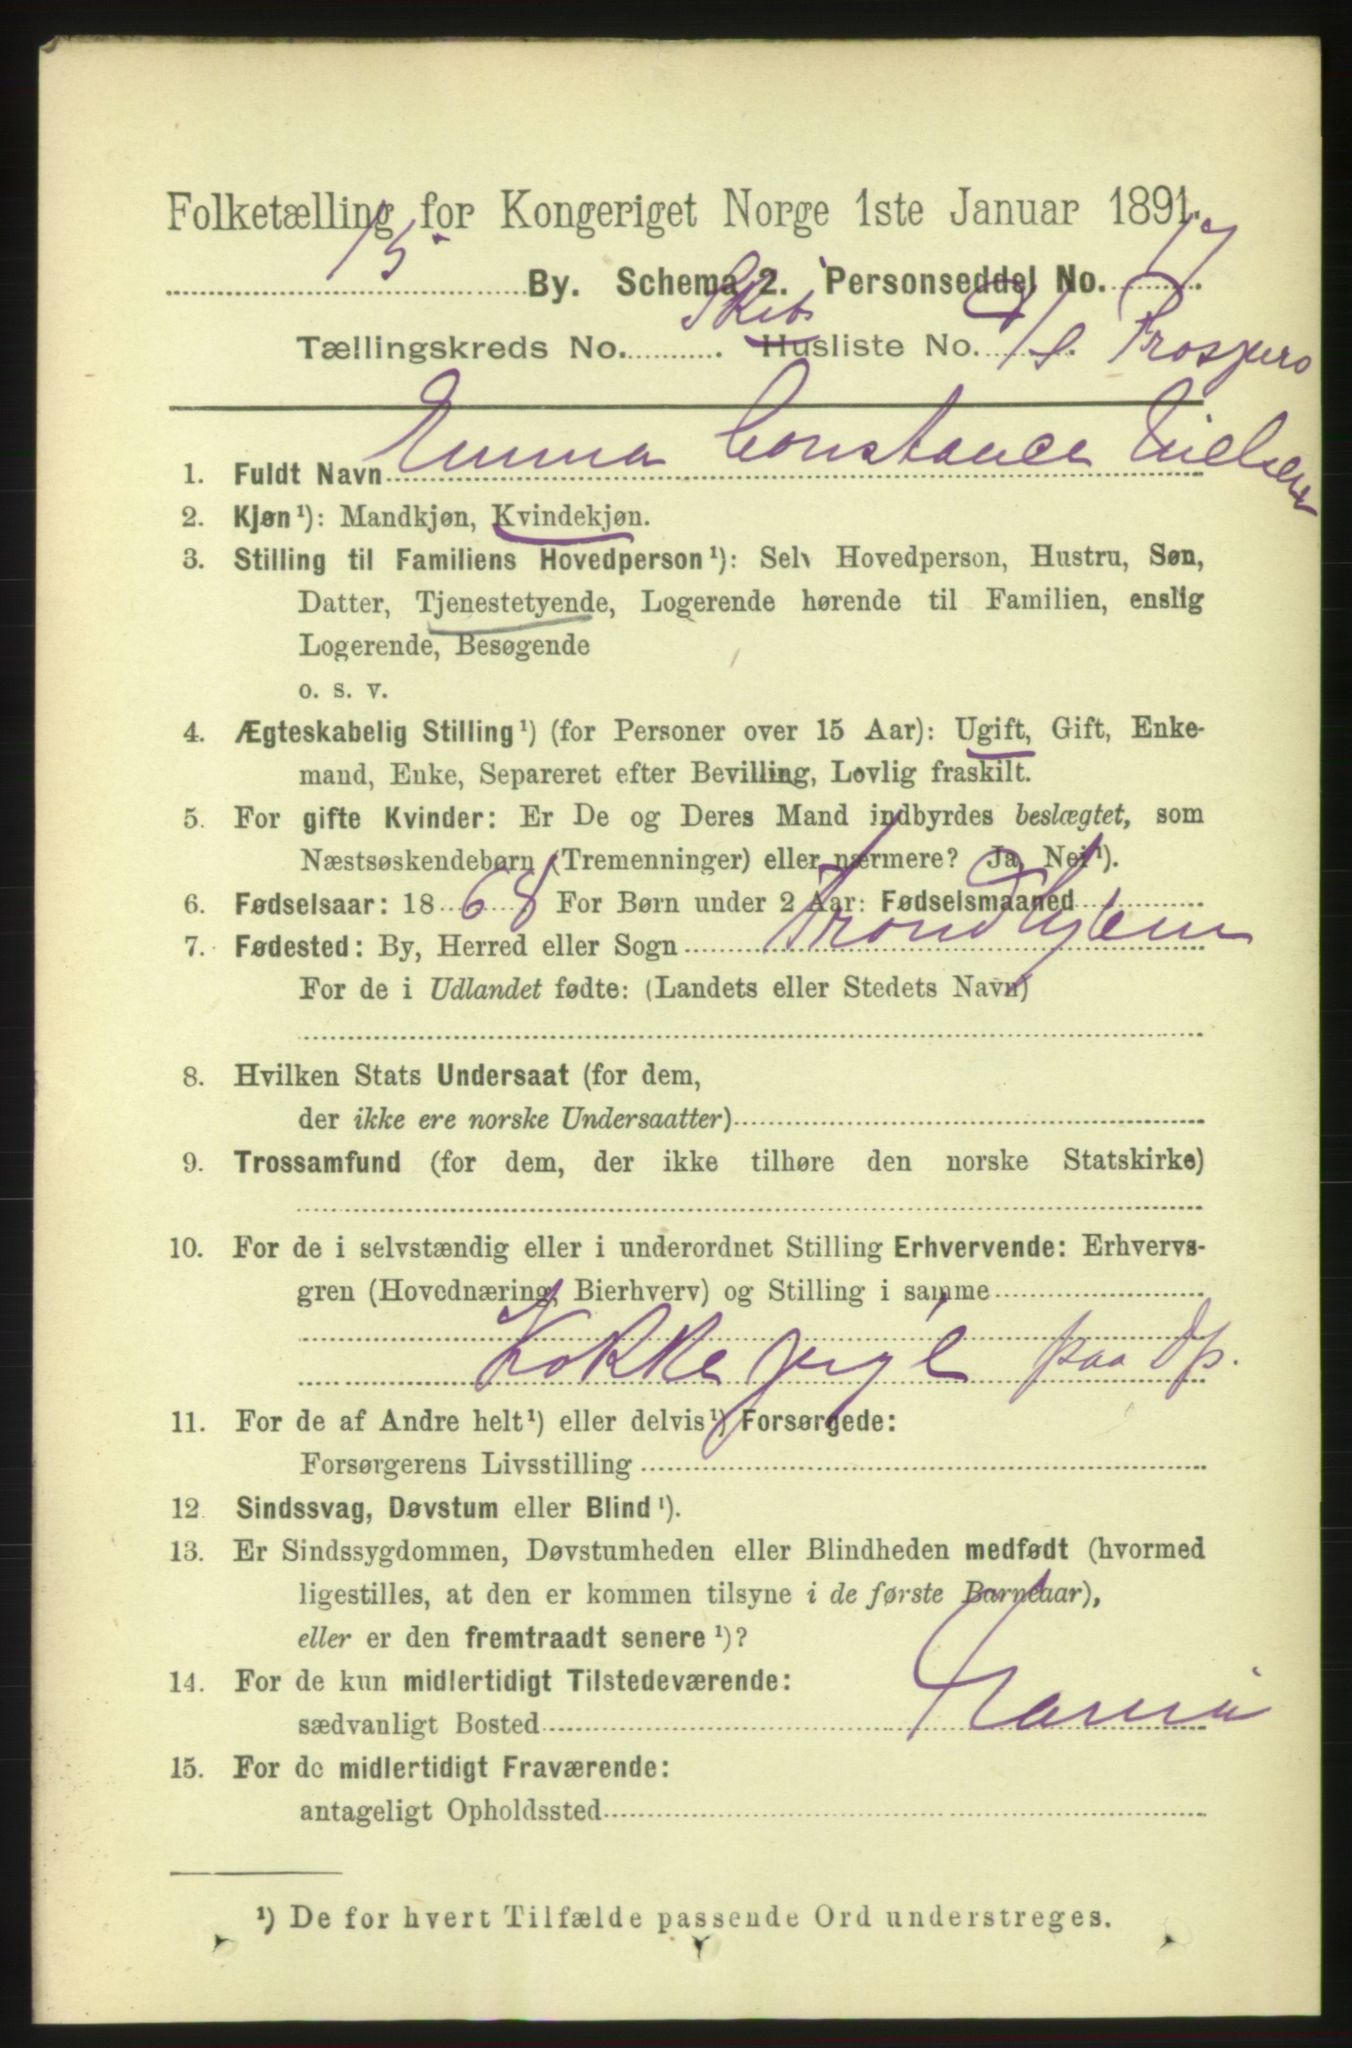 Folketælling for Kongeriget Norge 1ste Januar 1891.
15 By. Schema 2. Personseddel No. 17.
Tællingskreds No. ........ Skibs Husliste No. D/s Prospero
1. Fuldt Navn Emma Constance Nielsen
2. Kjøn¹): Mandkjøn, Kvindekjøn.
3. Stilling til Familiens Hovedperson¹): Selv Hovedperson, Hustru, Søn,
Datter, Tjenestetyende, Logerende hørende til Familien, enslig
Logerende, Besøgende
o. s. v.
4. Ægteskabelig Stilling¹) (for Personer over 15 Aar): Ugift, Gift, Enke-
mand, Enke, Separeret efter Bevilling, Lovlig fraskilt.
5. For gifte Kvinder: Er De og Deres Mand indbyrdes beslægtet, som
Næstsøskendebørn (Tremenninger) eller nærmere? Ja, Nei¹).
6. Fødselsaar: 1868 For Børn under 2 Aar: Fødselsmaaned
7. Fødested: By, Herred eller Sogn Trondhjem
For de i Udlandet fødte: (Landets eller Stedets Navn)
8. Hvilken Stats Undersaat (for dem,
der ikke ere norske Undersaatter)
9. Trossamfund (for dem, der ikke tilhøre den norske Statskirke)
10. For de i selvstændig eller i underordnet Stilling Erhvervende: Erhvervs-
gren (Hovednæring, Bierhverv) og Stilling i samme
Kokkepige paa Dp.
11. For de af Andre helt¹) eller delvis¹) Forsørgede:
Forsørgerens Livsstilling
12. Sindssvag, Døvstum eller Blind¹).
13. Er Sindssygdommen, Døvstumheden eller Blindheden medfødt (hvormed
ligestilles, at den er kommen tilsyne i de første Barneaar),
eller er den fremtraadt senere¹)?
14. For de kun midlertidigt Tilstedeværende:
sædvanligt Bosted
15. For de midlertidigt Fraværende:
antageligt Opholdssted
¹) De for hvert Tilfælde passende Ord understreges.